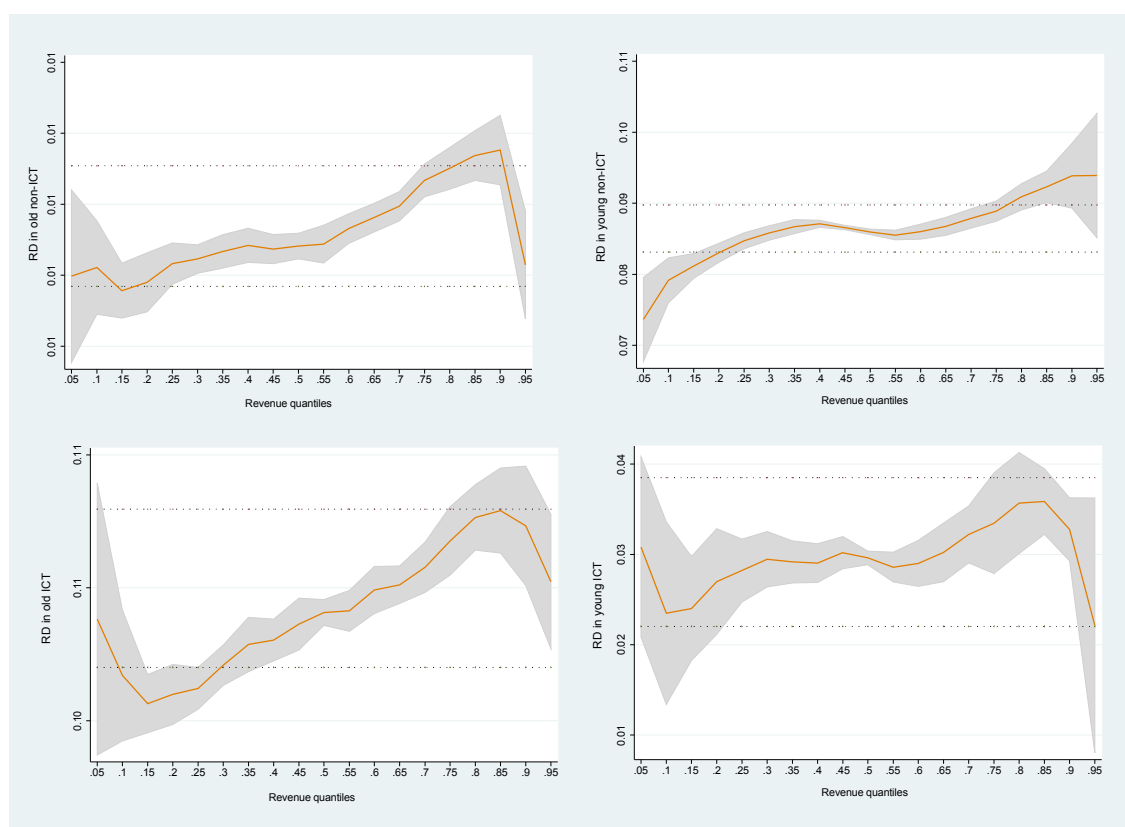 RD in old non-ICT
0.01
0.01
0.01
0.01
0.01
.05 .1 .15 .2 .25 .3 .35 .4 .45 .5 .55 .6 .65 .7 .75 .8 .85 .9 .95
Revenue quantiles
RD in young non-ICT
0.11
0.10
0.09
0.08
0.07
.05 .1 .15 .2 .25 .3 .35 .4 .45 .5 .55 .6 .65 .7 .75 .8 .85 .9 .95
Revenue quantiles
RD in old ICT
0.11
0.11
0.10
.05 .1 .15 .2 .25 .3 .35 .4 .45 .5 .55 .6 .65 .7 .75 .8 .85 .9 .95
Revenue quantiles
RD in young ICT
0.04
0.03
0.02
0.01
.05 .1 .15 .2 .25 .3 .35 .4 .45 .5 .55 .6 .65 .7 .75 .8 .85 .9 .95
Revenue quantiles